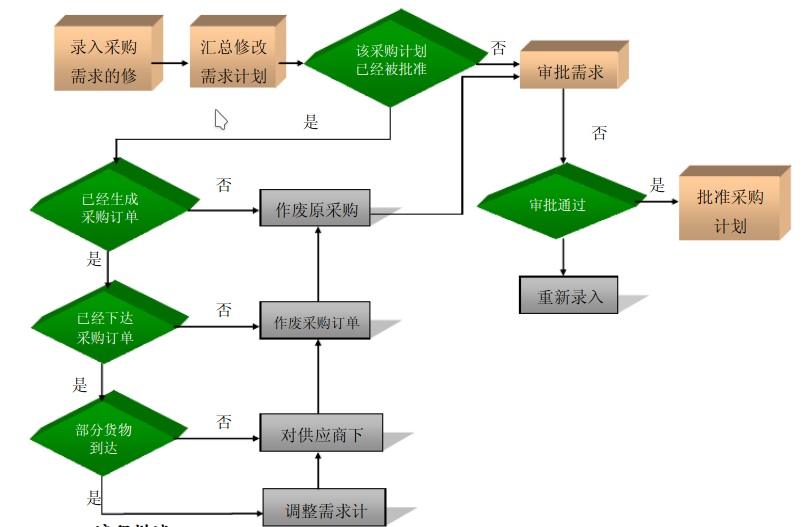 录入采购
需求的修
汇总修改
需求计划
该采购计划
已经被批准
否
审批需求
是
否
已经生成
采购订单
否
作废原采购
审批通过
是
批准采购
计划
是
重新录入
已经下达
采购订单
否
作废采购订单
是
部分货物
到达
否
对供应商下
是
调整需求计